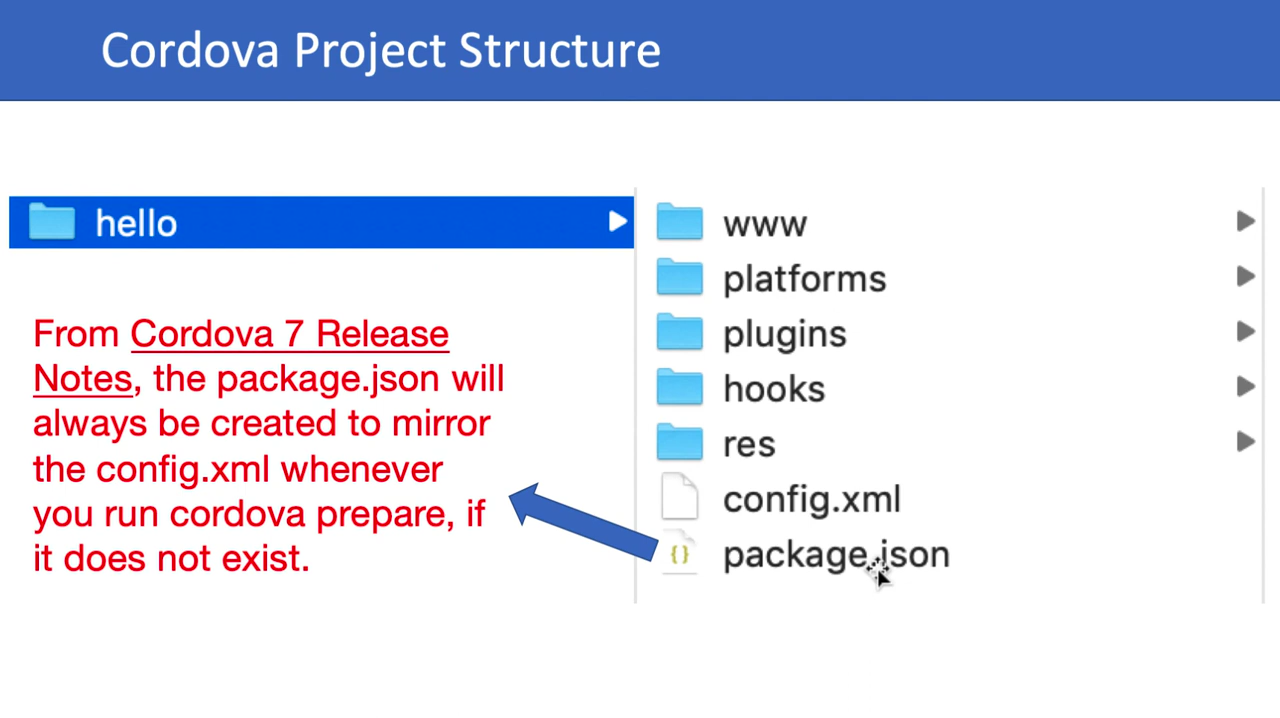 Cordova Project Structure
hello
From Cordova 7 Release
Notes, the package.json will
always be created to mirror
the config.xml whenever
you run cordova prepare, if
it does not exist.
www
platforms
plugins
hooks
res
config.xml
{ } package.json